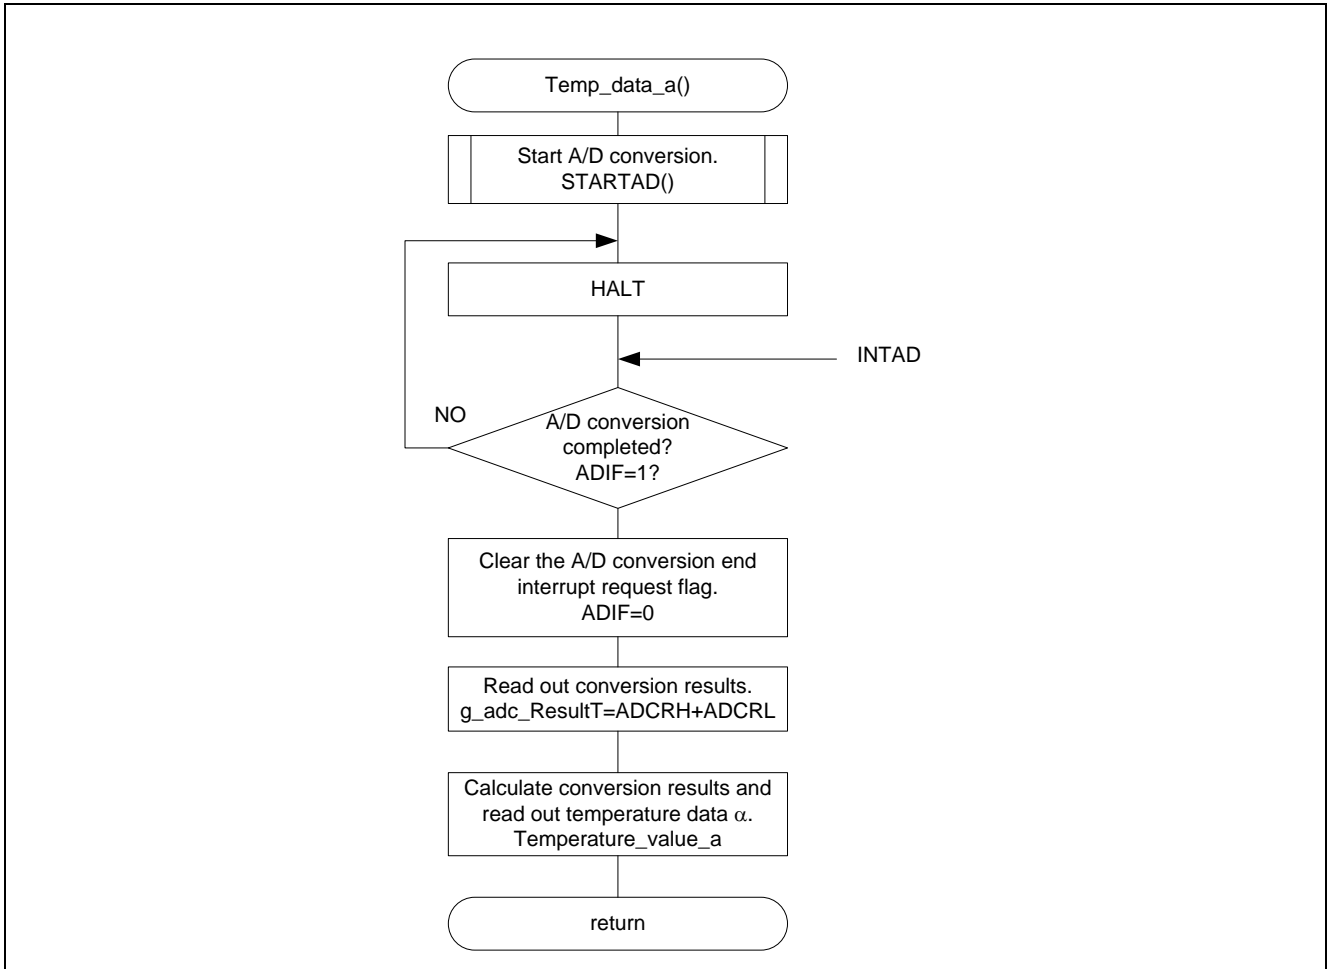 Temp_data_a()
Start A/D conversion.
STARTAD()
HALT
INTAD
NO
A/D conversion
completed?
ADIF=1?
Clear the A/D conversion end
interrupt request flag.
ADIF=0
Read out conversion results.
g_adc_ResultT=ADCRH+ADCRL
Calculate conversion results and
read out temperature data α.
Temperature_value_a
return